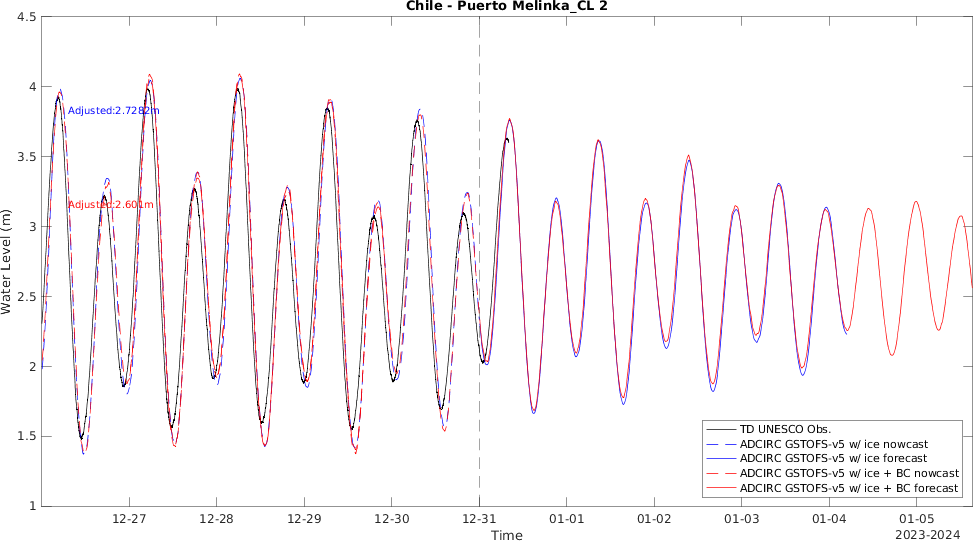 Chile - Puerto Melinka_CL 2
4.5
4
3.5
3
2.5
2
1.5
1
Water Level (m)
Adjusted:2.7282m
Adjusted:2.601m
TD UNESCO Obs.
ADCIRC GSTOFS-v5 w/ ice nowcast
ADCIRC GSTOFS-v5 w/ ice forecast
ADCIRC GSTOFS-v5 w/ ice + BC nowcast
ADCIRC GSTOFS-v5 w/ ice + BC forecast
12-27 12-28 12-29 12-30 12-31 01-01 01-02 01-03 01-04 01-05
Time
2023-2024